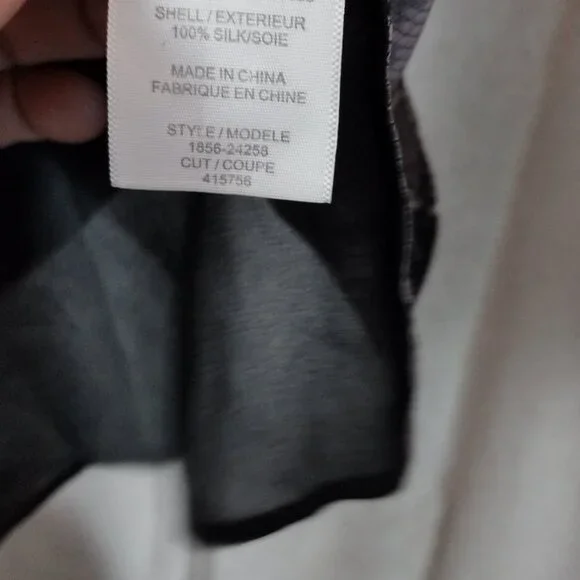 SHELL / EXTERIEUR
100% SILK/SOIE
MADE IN CHINA
FABRIQUE EN CHINE
STYLE / MODELE
1856-24258
CUT / COUPE
415756